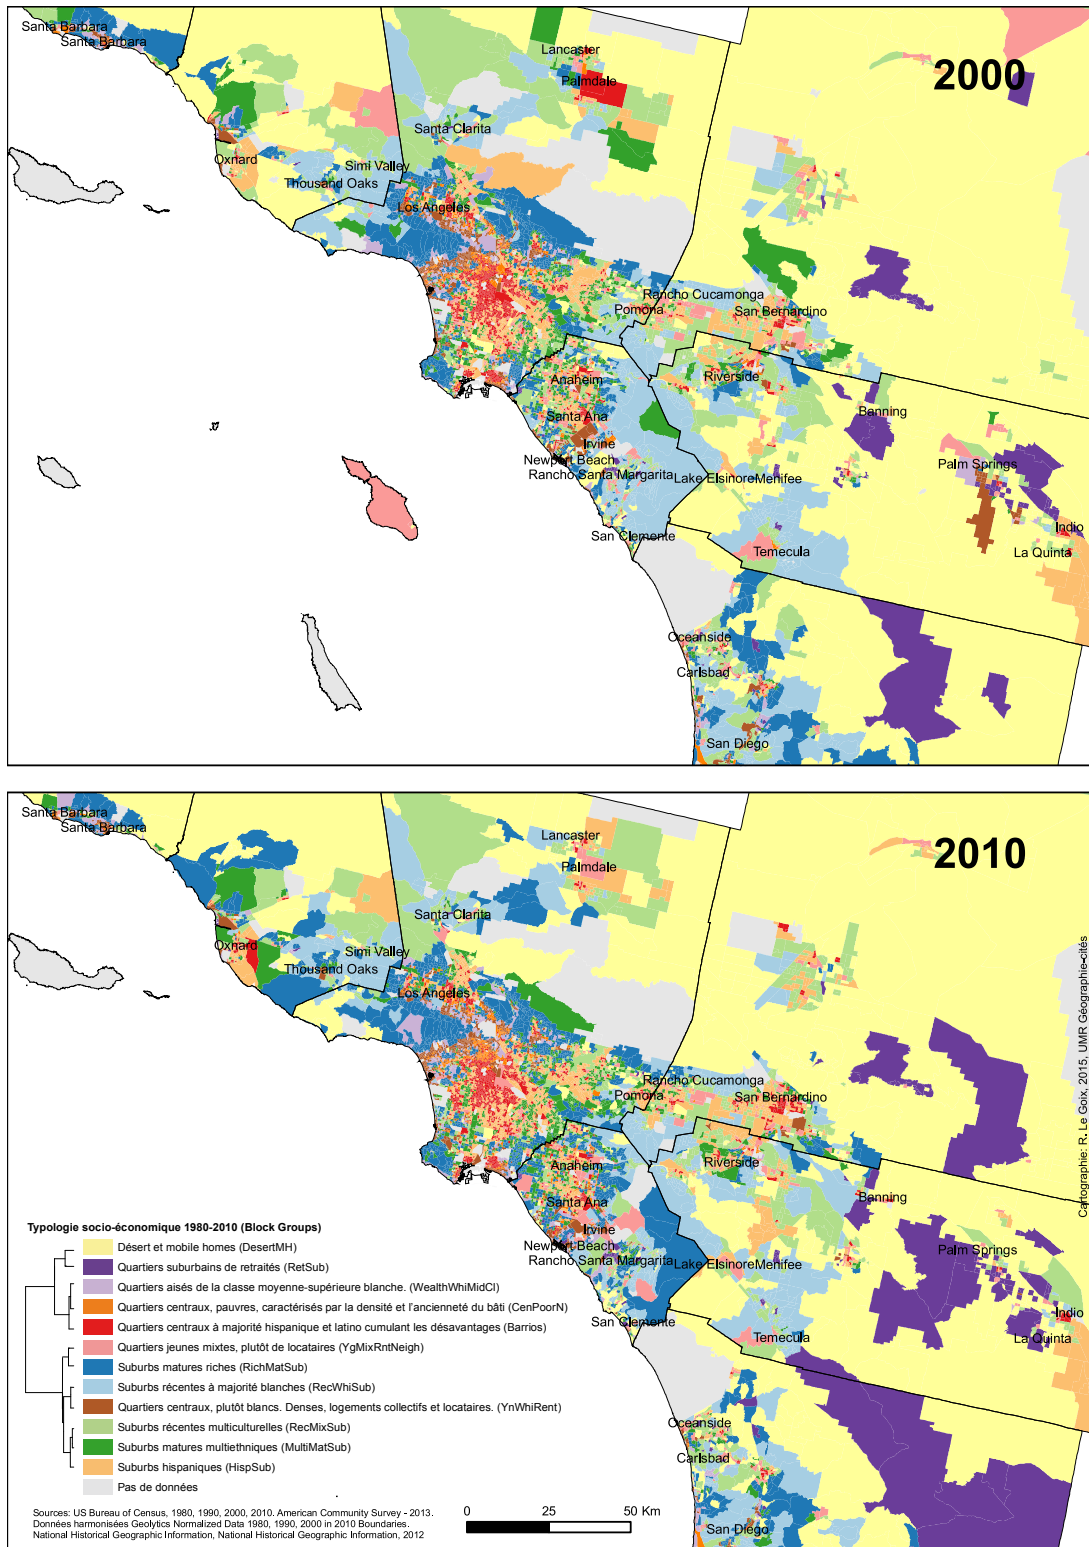 Santa Barbara
Santa Barbara
Lancaster
2000
Palmdale
Santa Clarita
Oxnard
Simi Valley
Thousand Oaks
Los Angeles
Rancho Cucamonga
Pomona
San Bernardino
Anaheim
Riverside
Santa Ana
Banning
Irvine
Newport Beach
Palm Springs
Rancho Santa Margarita
Lake Elsinore
Menifee
Indio
San Clemente
Temecula
La Quinta
Oceanside
Carlsbad
San Diego
Santa Barbara
Santa Barbara
Lancaster
2010
Palmdale
Santa Clarita
Oxnard
Simi Valley
Thousand Oaks
Los Angeles
Rancho Cucamonga
Pomona
San Bernardino
Anaheim
Riverside
Santa Ana
Banning
Irvine
Newport Beach
Palm Springs
Rancho Santa Margarita
Lake Elsinore
Menifee
Indio
San Clemente
Temecula
La Quinta
Oceanside
Carlsbad
San Diego
Cartographie: R. Le Goix, 2015, UMR Géographie-cités
Typologie socio-économique 1980-2010 (Block Groups)
Désert et mobile homes (DesertMH)
Quartiers suburbains de retraités (RetSub)
Quartiers aisés de la classe moyenne-supérieure blanche. (WealthWhiMidCl)
Quartiers centraux, pauvres, caractérisés par la densité et l'ancienneté du bâti (CenPoorN)
Quartiers centraux à majorité hispanique et latino cumulant les désavantages (Barrios)
Quartiers jeunes mixtes, plutôt de locataires (YgMixRntNeigh)
Suburbs matures riches (RichMatSub)
Suburbs récentes à majorité blanches (RecWhiSub)
Quartiers centraux, plutôt blancs. Denses, logements collectifs et locataires. (YnWhiRent)
Suburbs récentes multiculturelles (RecMixSub)
Suburbs matures multiethniques (MultiMatSub)
Suburbs hispaniques (HispSub)
Pas de données
Sources: US Bureau of Census, 1980, 1990, 2000, 2010. American Community Survey - 2013.
Données harmonisées Geolytics Normalized Data 1980, 1990, 2000 in 2010 Boundaries.
National Historical Geographic Information, National Historical Geographic Information, 2012
0 25 50 Km